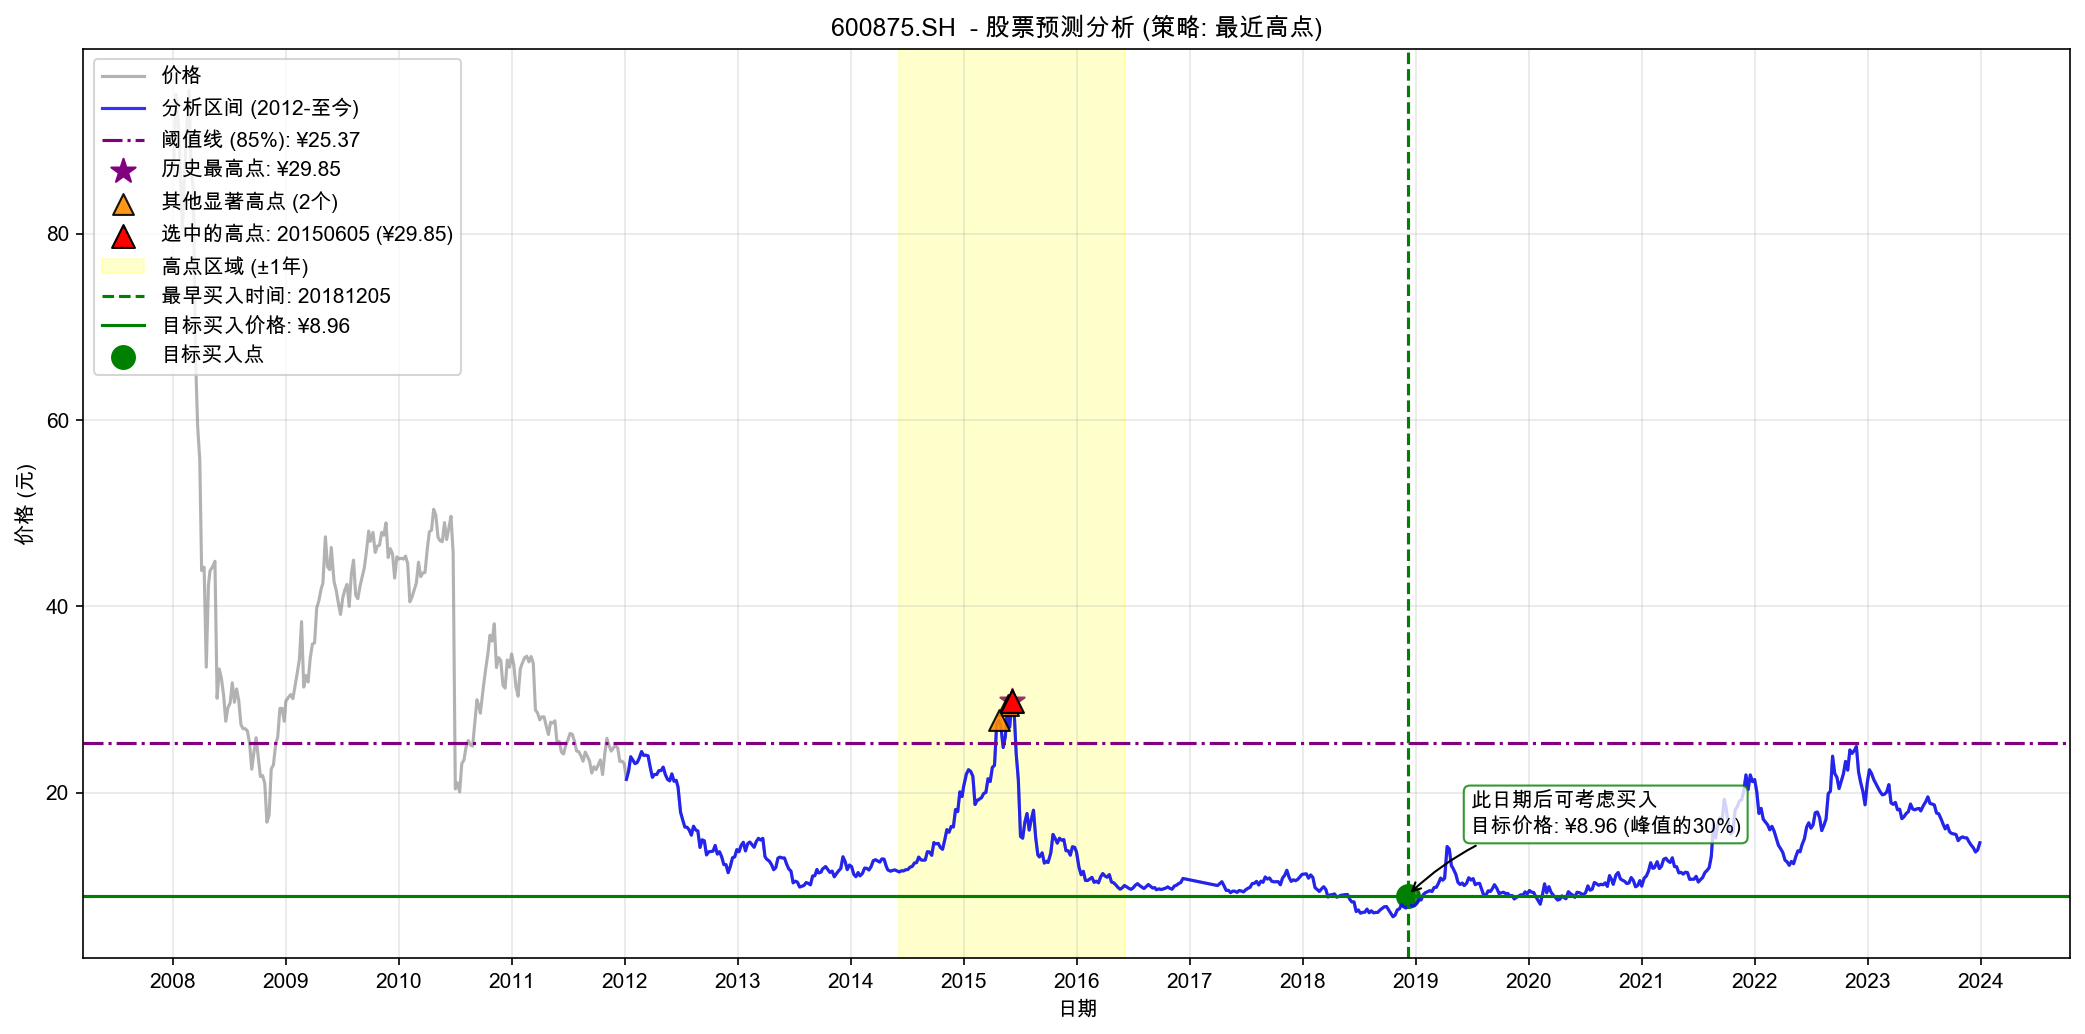 600875.SH - 股票预测分析 (策略: 最近高点)
价格
分析区间 (2012-至今)
阈值线 (85%): ¥25.37
历史最高点: ¥29.85
其他显著高点 (2个)
选中的高点: 20150605 (¥29.85)
高点区域 (±1年)
最早买入时间: 20181205
目标买入价格: ¥8.96
目标买入点
价格 (元)
80
60
40
20
此日期后可考虑买入
目标价格: ¥8.96 (峰值的30%)
2008 2009 2010 2011 2012 2013 2014 2015 2016 2017 2018 2019 2020 2021 2022 2023 2024
日期